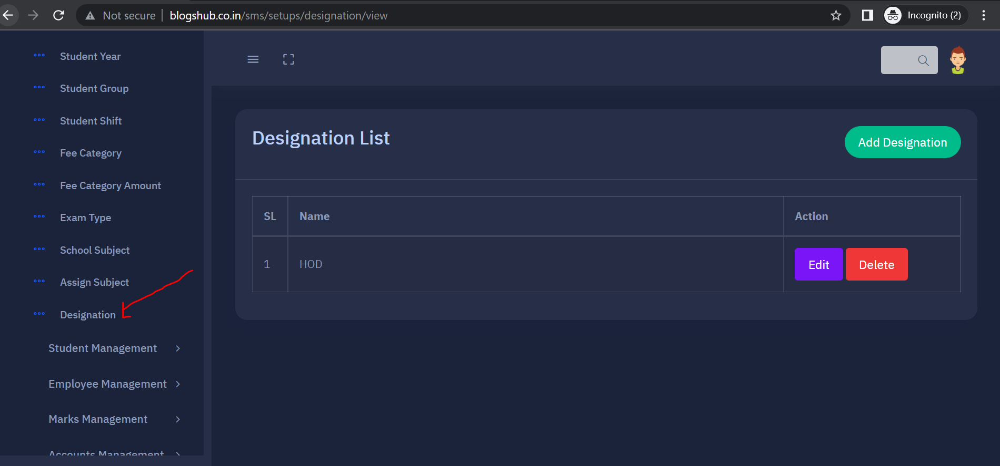 Not secure | blogshub.co.in/sms/setups/designation/view
Incognito (2)
Student Year
Student Group
Student Shift
Fee Category
Fee Category Amount
Exam Type
School Subject
Assign Subject
Designation
Student Management
Employee Management
Marks Management
Accounts Management
Designation List
Add Designation
SL Name Action
1 HOD Edit Delete